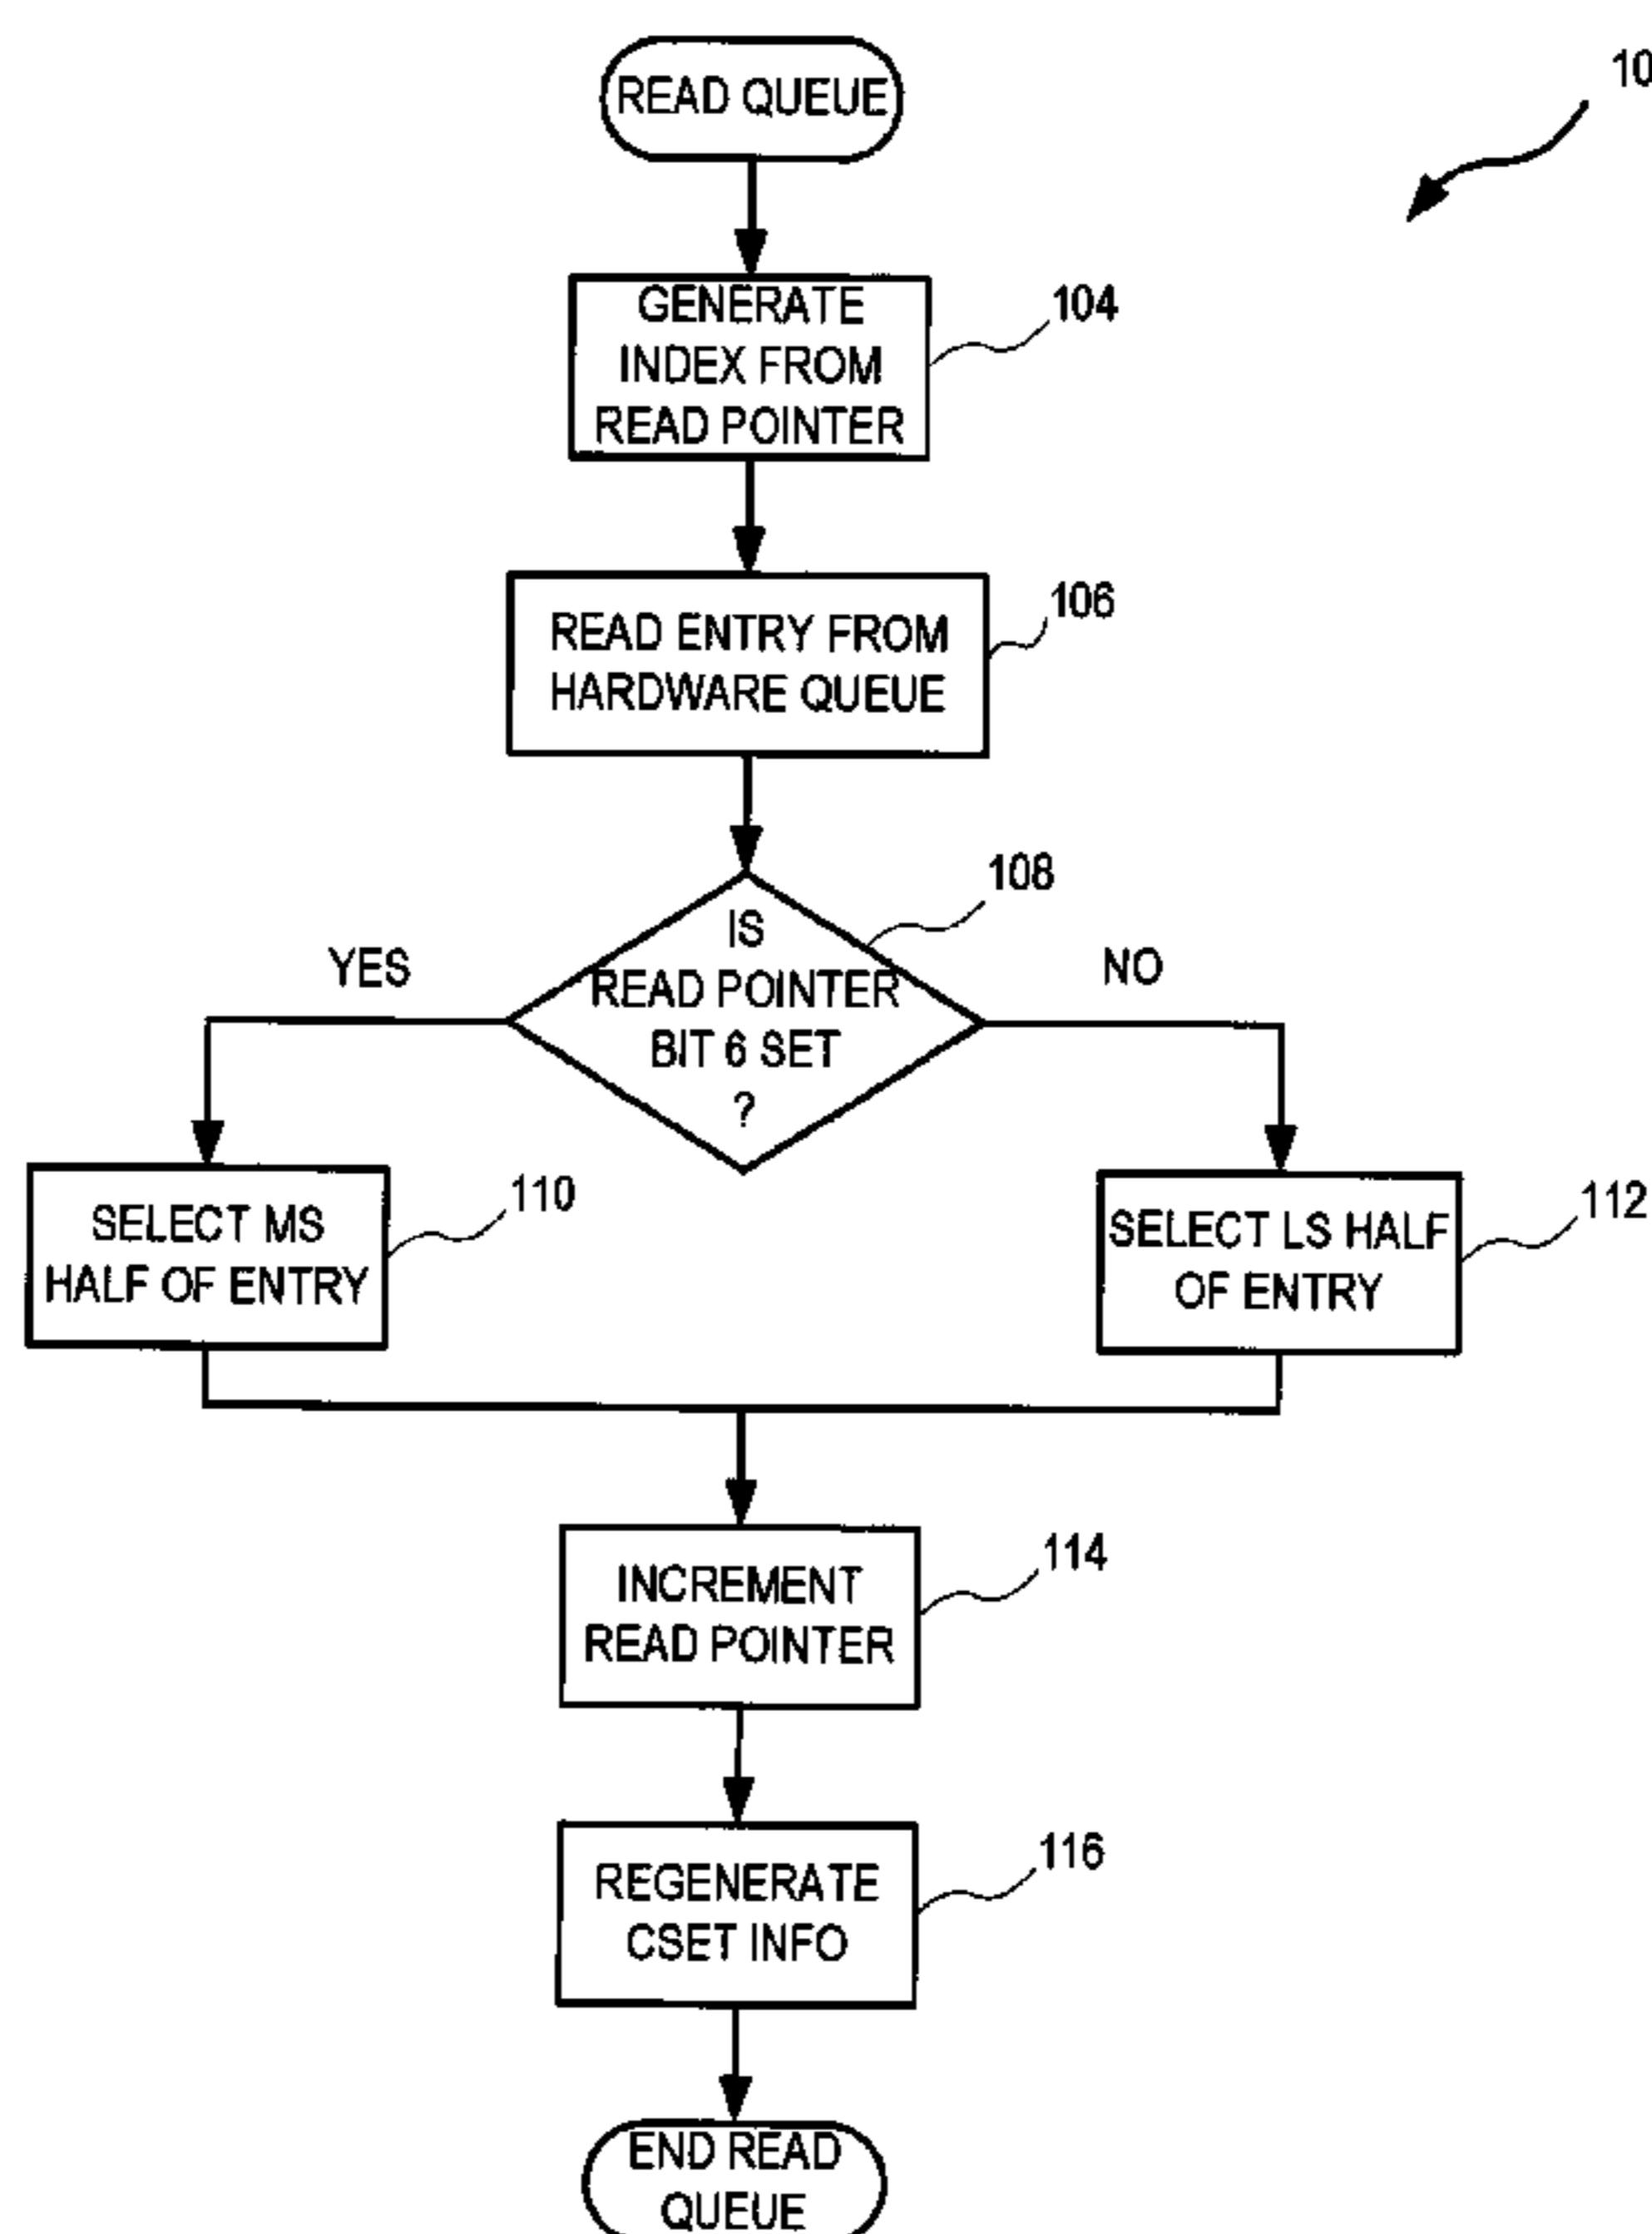 READ QUEUE
10
GENERATE
INDEX FROM
READ POINTER
104
READ ENTRY FROM
HARDWARE QUEUE
106
108
IS
READ POINTER
BIT 6 SET
?
YES
NO
SELECT MS
HALF OF ENTRY
110
SELECT LS HALF
OF ENTRY
112
INCREMENT
READ POINTER
114
REGENERATE
CSET INFO
116
END READ
QUEUE